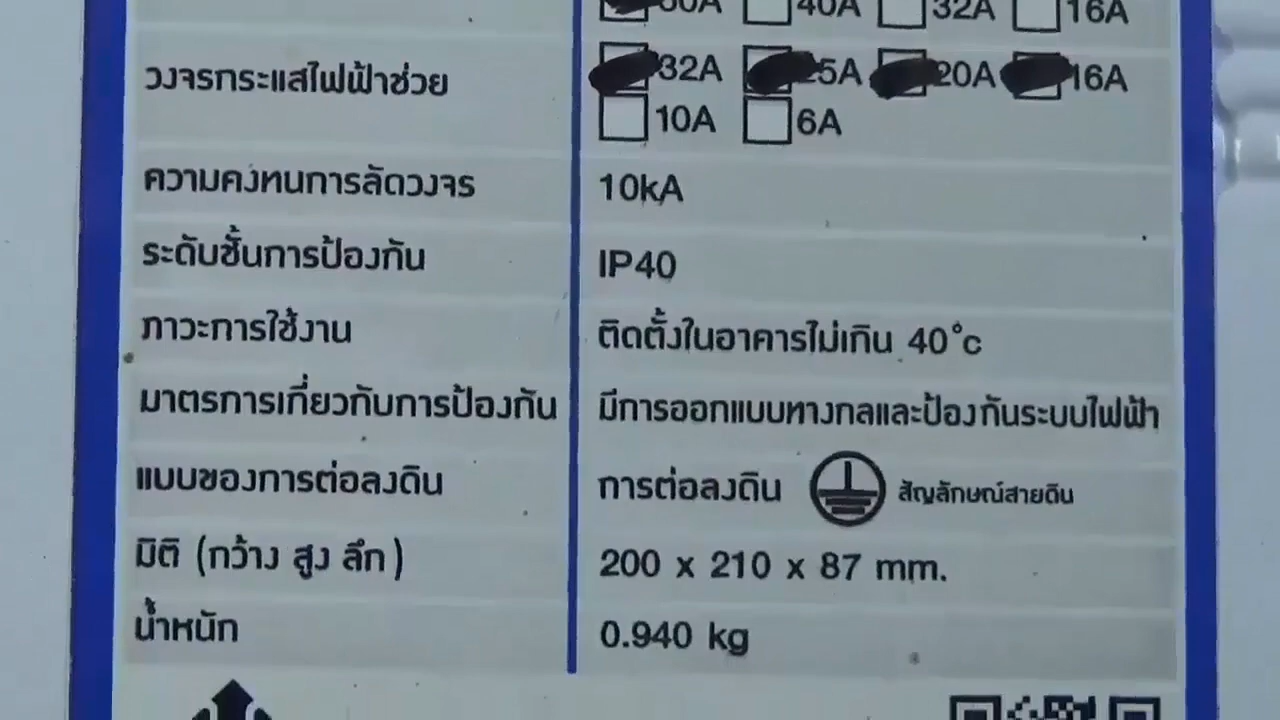 40A 32A 16A
วงจรกระแสไฟฟ้าช่วย
32A 25A 20A 16A
10A 6A
ความคงทนการลัดวงจร 10kA
ระดับชั้นการป้องกัน IP40
ภาวะการใช้งาน ติดตั้งในอาคารไม่เกิน 40°c
มาตรการเกี่ยวกับการป้องกัน มีการออกแบบทางกลและป้องกันระบบไฟฟ้า
แบบของการต่อลงดิน การต่อลงดิน สัญลักษณ์สายดิน
มิติ (กว้าง สูง ลึก) 200 x 210 x 87 mm.
น้ำหนัก 0.940 kg